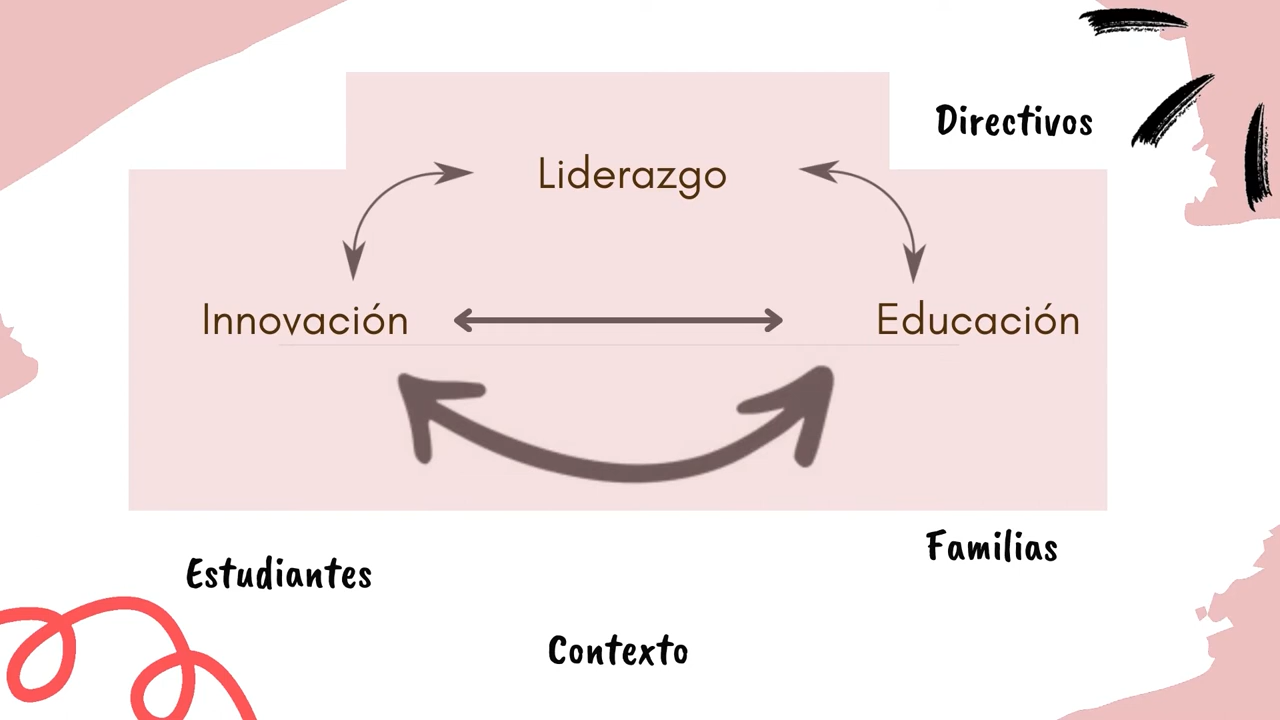 Directivos
Liderazgo
Innovación
Educación
Familias
Estudiantes
Contexto